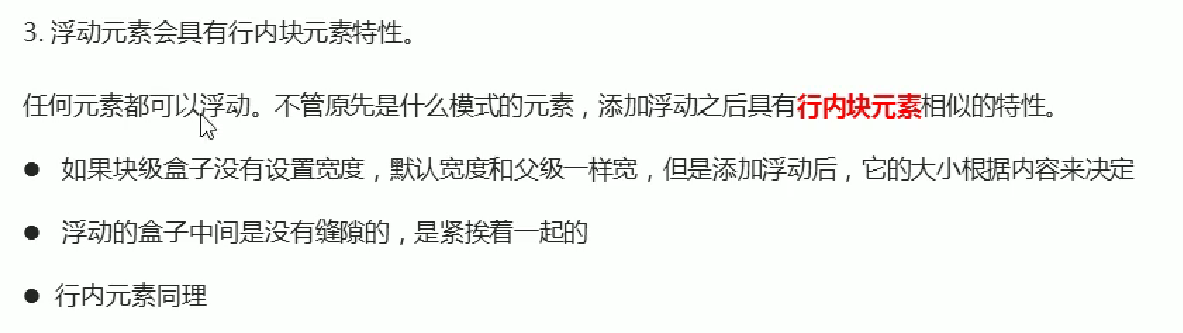 3. 浮动元素会具有行内块元素特性。
任何元素都可以浮动。不管原先是什么模式的元素，添加浮动之后具有行内块元素相似的特性。
● 如果块级盒子没有设置宽度，默认宽度和父级一样宽，但是添加浮动后，它的大小根据内容来决定
● 浮动的盒子中间是没有缝隙的，是紧挨着一起的
● 行内元素同理